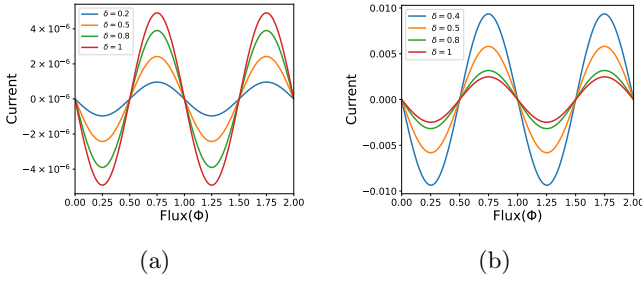 δ = 0.2
δ = 0.5
δ = 0.8
δ = 1
4 × 10⁻⁶
2 × 10⁻⁶
0 × 10⁻⁶
−2 × 10⁻⁶
−4 × 10⁻⁶
Current
0.00 0.25 0.50 0.75 1.00 1.25 1.50 1.75 2.00
Flux(Φ)
(a)
δ = 0.4
δ = 0.5
δ = 0.8
δ = 1
0.010
0.005
0.000
−0.005
−0.010
Current
0.00 0.25 0.50 0.75 1.00 1.25 1.50 1.75 2.00
Flux(Φ)
(b)